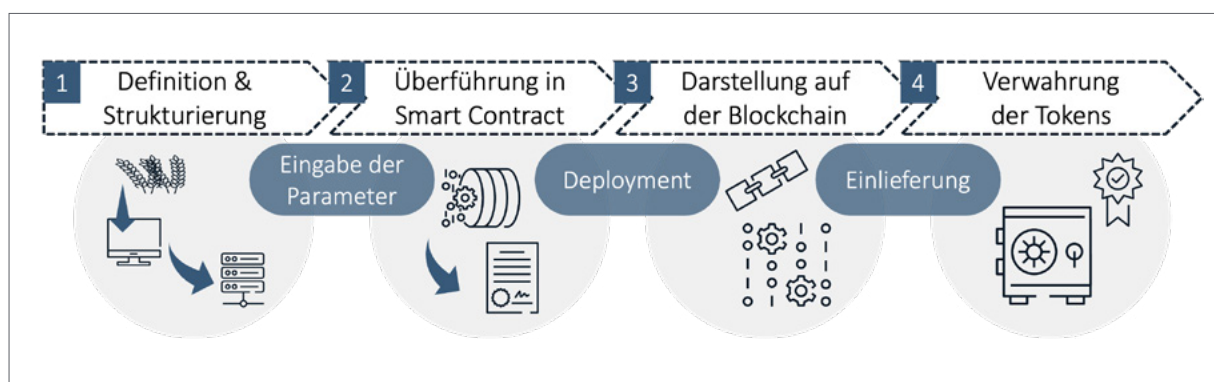 1
Definition &
Strukturierung
2
Überführung in
Smart Contract
3
Darstellung auf
der Blockchain
4
Verwahrung
der Tokens
Eingabe der
Parameter
Deployment
Einlieferung